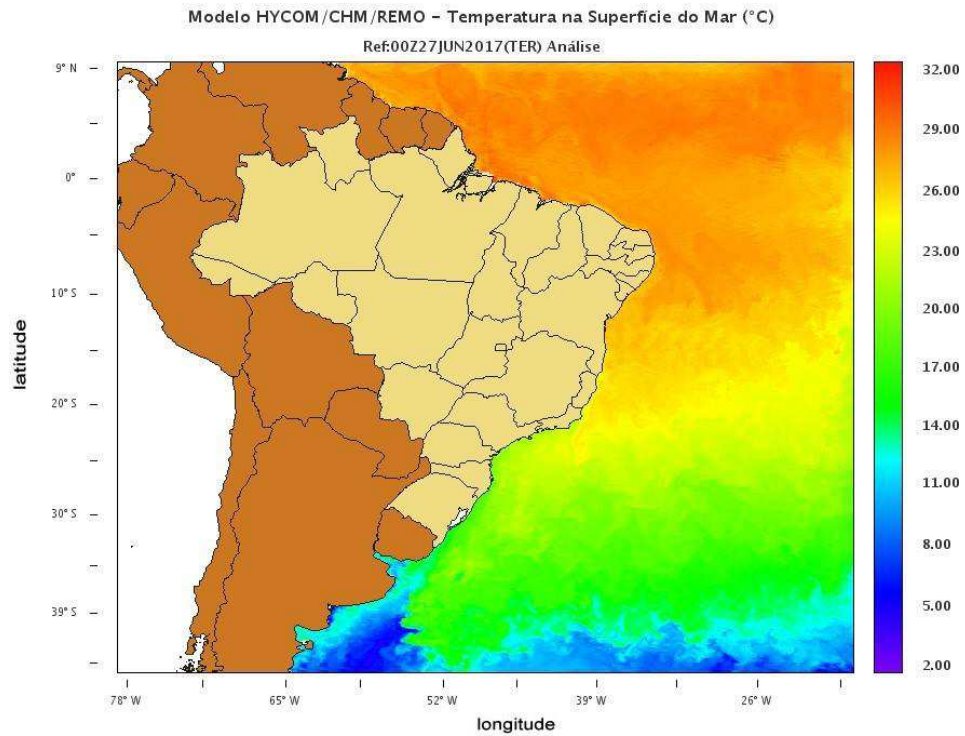 Modelo HYCOM/CHM/REMO – Temperatura na Superfície do Mar (°C)
Ref:00Z27JUN2017(TER) Análise
9° N
0°
10°S
20°S
30°S
39°S
latitude
78° W
65° W
52° W
39° W
26° W
longitude
32.00
29.00
26.00
23.00
20.00
17.00
14.00
11.00
8.00
5.00
2.00